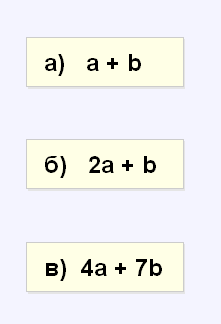 а) a + b
б) 2a + b
в) 4a + 7b